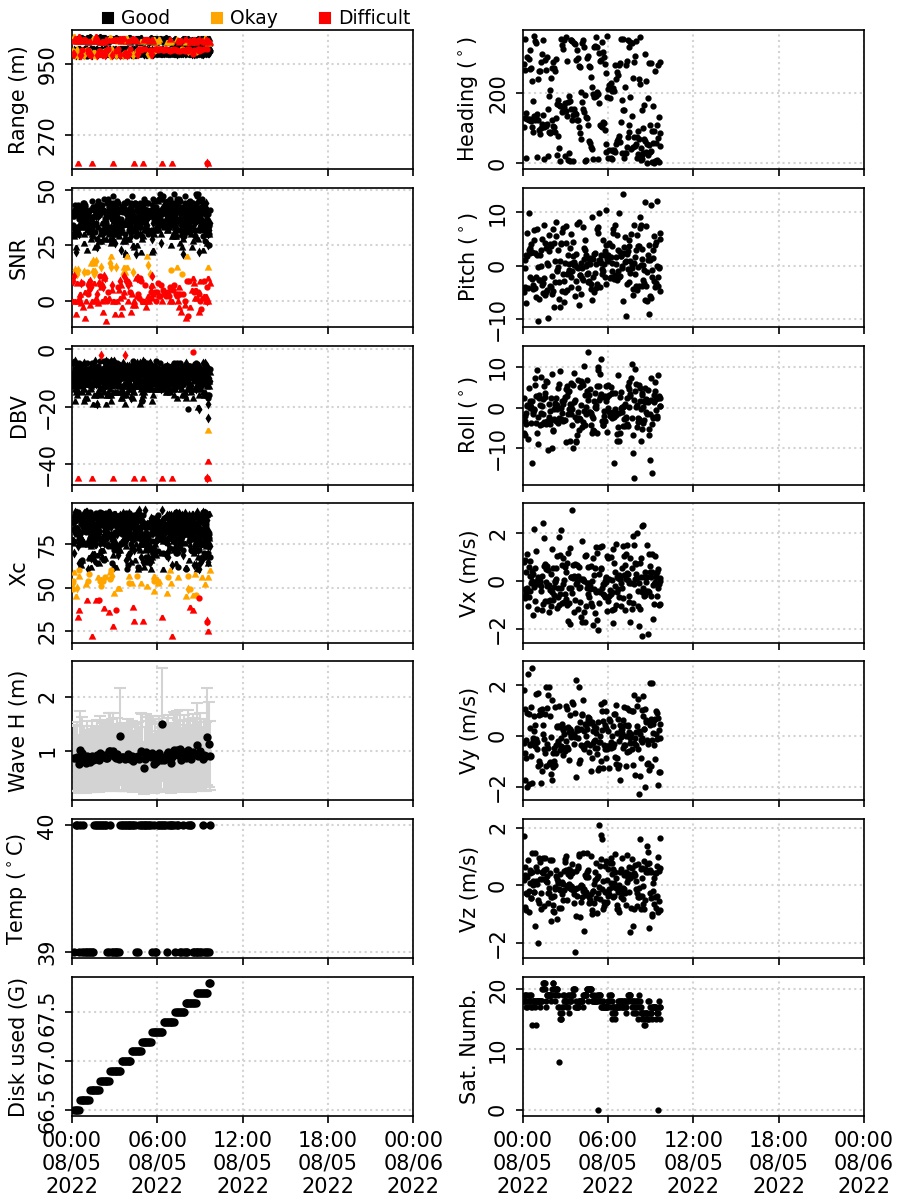 Good Okay Difficult
Range (m)
950
270
Heading (°)
200
0
SNR
50
25
0
Pitch (°)
10
0
−10
DBV
0
−20
−40
Roll (°)
10
0
−10
Xc
75
50
25
Vx (m/s)
2
0
−2
Wave H (m)
2
1
Vy (m/s)
2
0
−2
Temp (°C)
40
39
Vz (m/s)
2
0
−2
Disk used (G)
67.5
67.0
66.5
Sat. Numb.
20
10
0
00:00 06:00 12:00 18:00 00:00
08/05 08/05 08/05 08/05 08/06
2022 2022 2022 2022 2022
00:00 06:00 12:00 18:00 00:00
08/05 08/05 08/05 08/05 08/06
2022 2022 2022 2022 2022